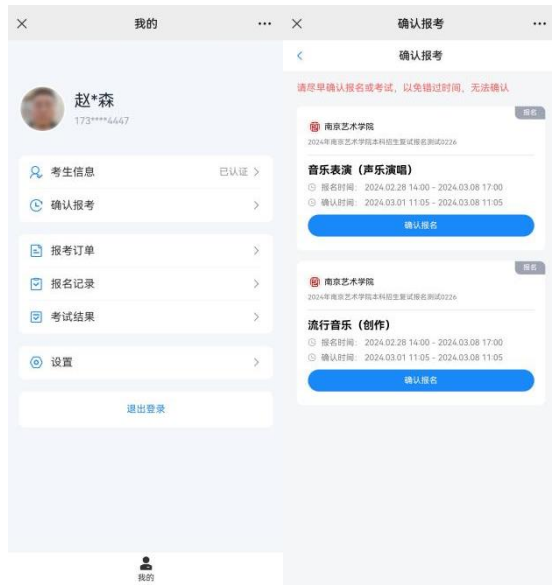 我的
赵*森
173****4447
考生信息
已认证
确认报考
报考订单
报名记录
考试结果
设置
退出登录
我的
确认报考
确认报考
请尽早确认报名或考试，以免错过时间，无法确认
报名
南京艺术学院
2024年南京艺术学院本科招生复试报名测试0226
音乐表演（声乐演唱）
报名时间： 2024.02.28 14:00 - 2024.03.08 17:00
确认时间： 2024.03.01 11:05 - 2024.03.08 11:05
确认报名
报名
南京艺术学院
2024年南京艺术学院本科招生复试报名测试0226
流行音乐（创作）
报名时间： 2024.02.28 14:00 - 2024.03.08 17:00
确认时间： 2024.03.01 11:05 - 2024.03.08 11:05
确认报名